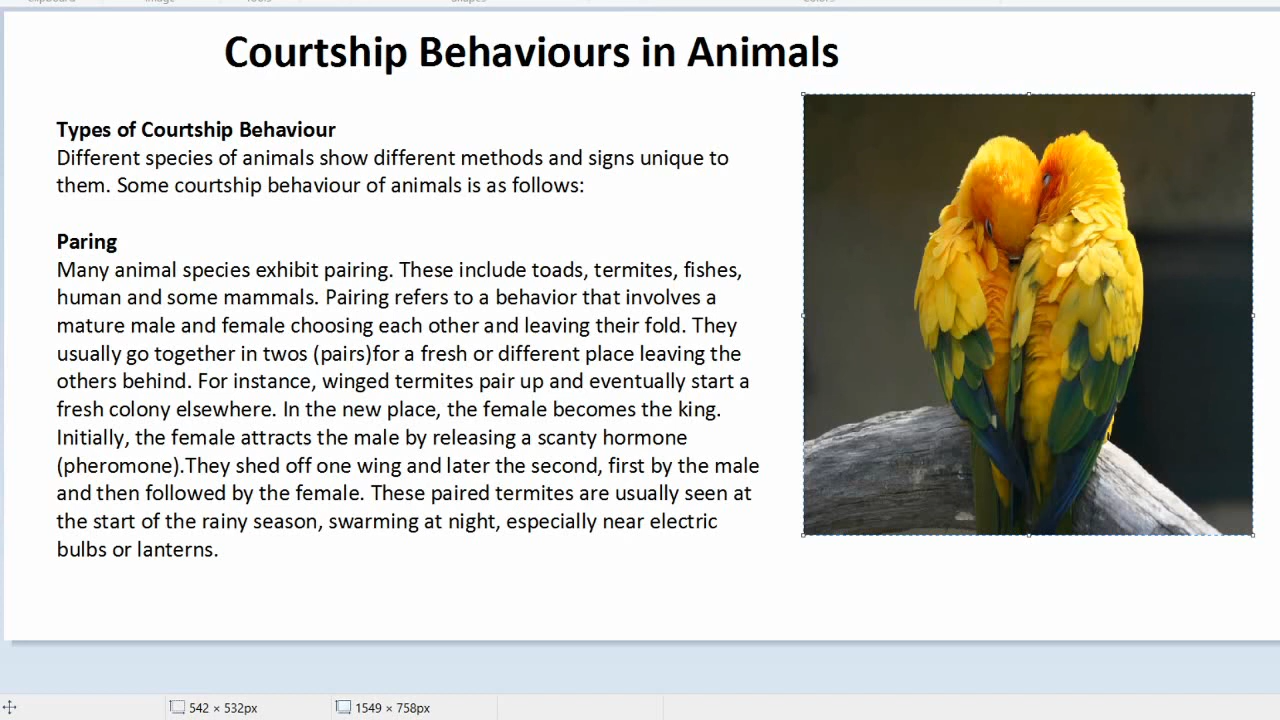 Courtship Behaviours in Animals
Types of Courtship Behaviour
Different species of animals show different methods and signs unique to
them. Some courtship behaviour of animals is as follows:
Paring
Many animal species exhibit pairing. These include toads, termites, fishes,
human and some mammals. Pairing refers to a behavior that involves a
mature male and female choosing each other and leaving their fold. They
usually go together in twos (pairs)for a fresh or different place leaving the
others behind. For instance, winged termites pair up and eventually start a
fresh colony elsewhere. In the new place, the female becomes the king.
Initially, the female attracts the male by releasing a scanty hormone
(pheromone).They shed off one wing and later the second, first by the male
and then followed by the female. These paired termites are usually seen at
the start of the rainy season, swarming at night, especially near electric
bulbs or lanterns.
542 × 532px
1549 × 758px